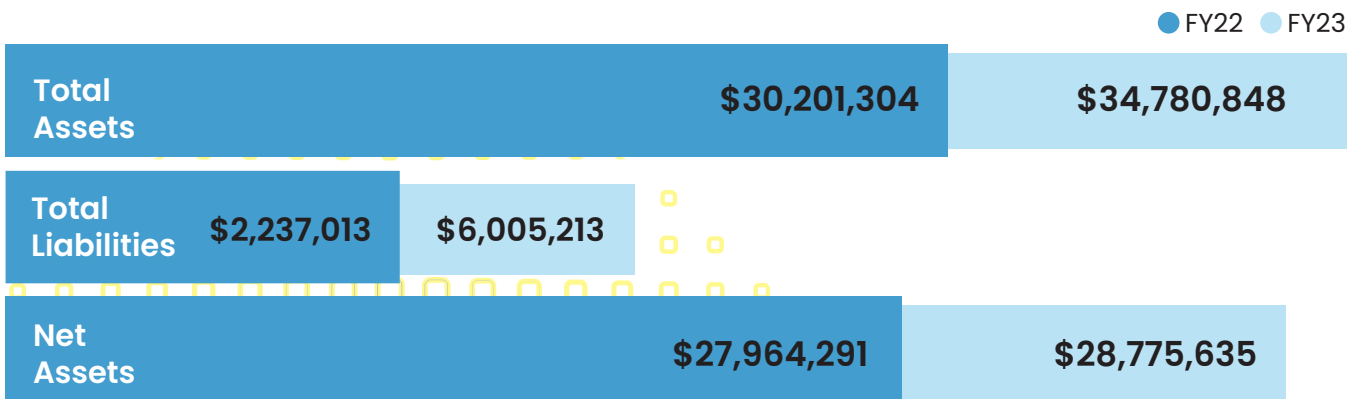 FY22 FY23
Total
Assets
$30,201,304 $34,780,848
Total
Liabilities
$2,237,013 $6,005,213
Net
Assets
$27,964,291 $28,775,635